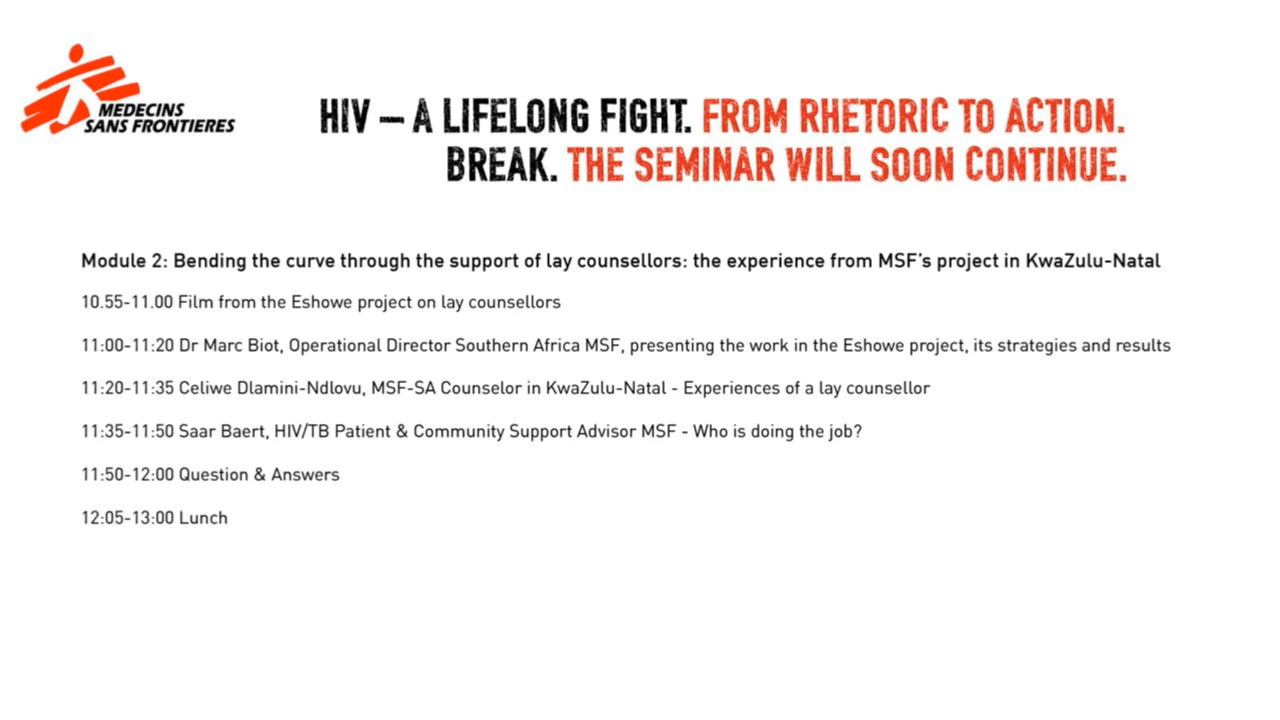 MEDECINS
SANS FRONTIERES
HIV – A LIFELONG FIGHT. FROM RHETORIC TO ACTION.
BREAK. THE SEMINAR WILL SOON CONTINUE.
Module 2: Bending the curve through the support of lay counsellors: the experience from MSF's project in KwaZulu-Natal
10.55-11.00 Film from the Eshowe project on lay counsellors
11:00-11:20 Dr Marc Biot, Operational Director Southern Africa MSF, presenting the work in the Eshowe project, its strategies and results
11:20-11:35 Celiwe Dlamini-Ndlovu, MSF-SA Counselor in KwaZulu-Natal - Experiences of a lay counsellor
11:35-11:50 Saar Baert, HIV/TB Patient & Community Support Advisor MSF - Who is doing the job?
11:50-12:00 Question & Answers
12:05-13:00 Lunch